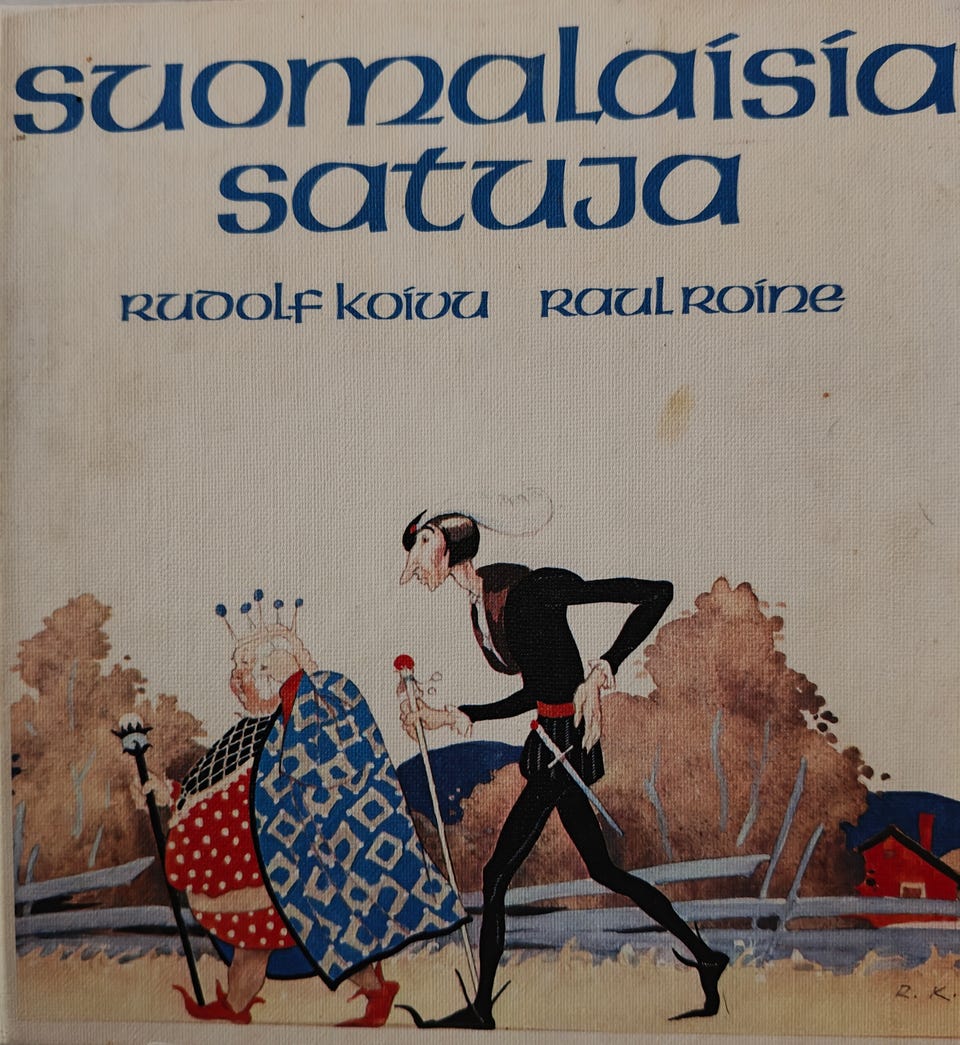 suomalaisia
satuja
Rudolf Koivu Raul Roine
R. K.